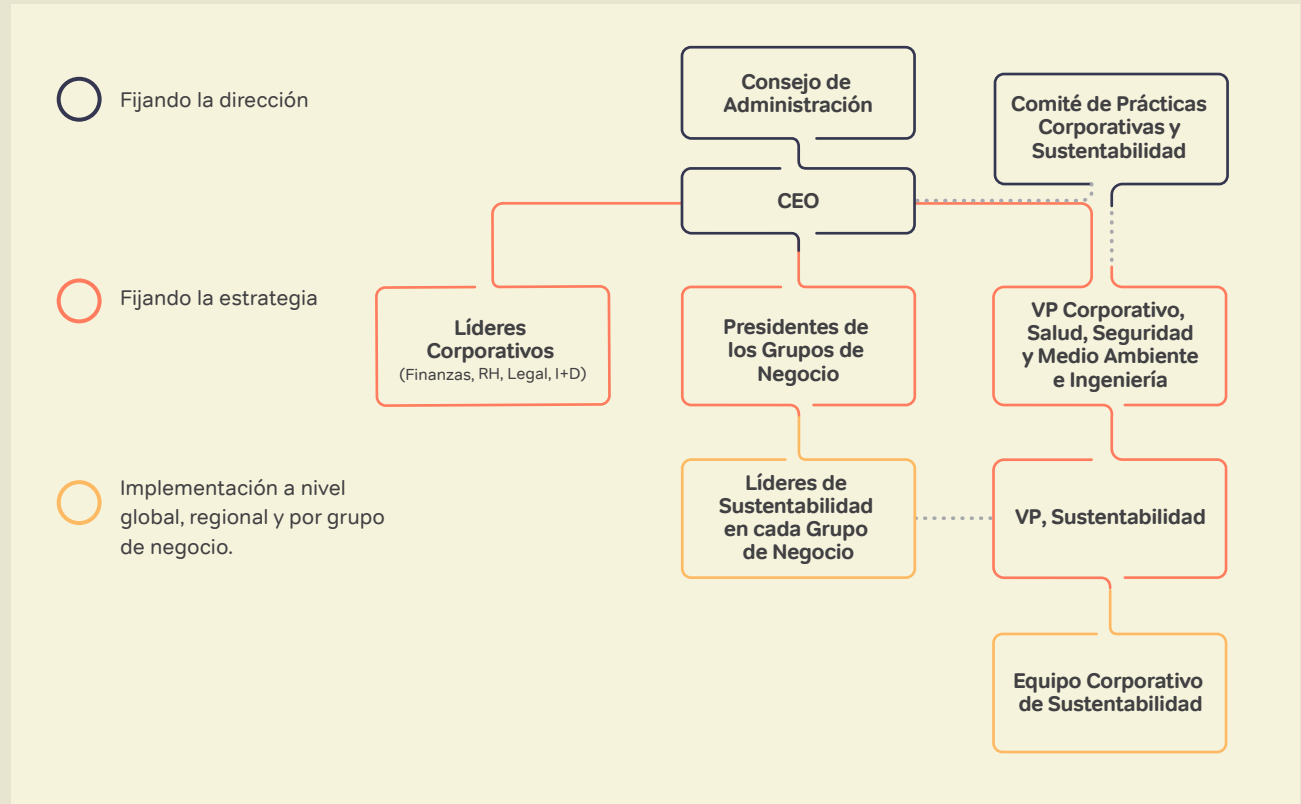 Fijando la dirección
Fijando la estrategia
Implementación a nivel
global, regional y por grupo
de negocio.
Consejo de
Administración
Comité de Prácticas
Corporativas y
Sustentabilidad
CEO
Líderes
Corporativos
(Finanzas, RH, Legal, I+D)
Presidentes de
los Grupos de
Negocio
VP Corporativo,
Salud, Seguridad
y Medio Ambiente
e Ingeniería
Líderes de
Sustentabilidad
en cada Grupo
de Negocio
VP, Sustentabilidad
Equipo Corporativo
de Sustentabilidad